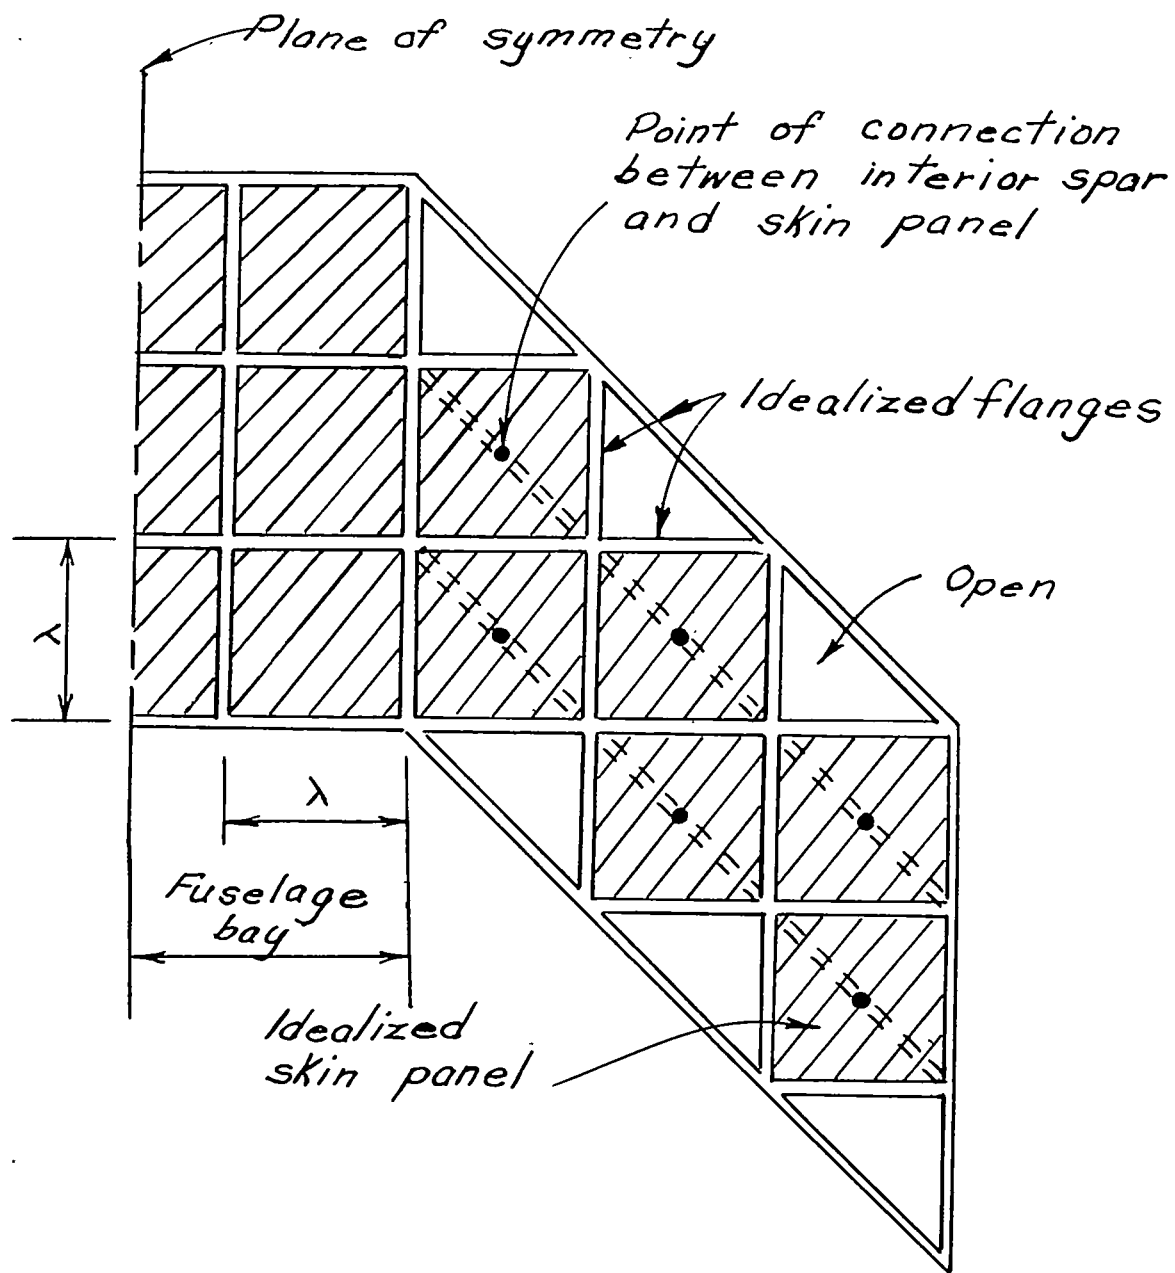 Plane of symmetry
Point of connection
between interior spar
and skin panel
Idealized flanges
Open
λ
λ
Fuselage
bay
Idealized
skin panel